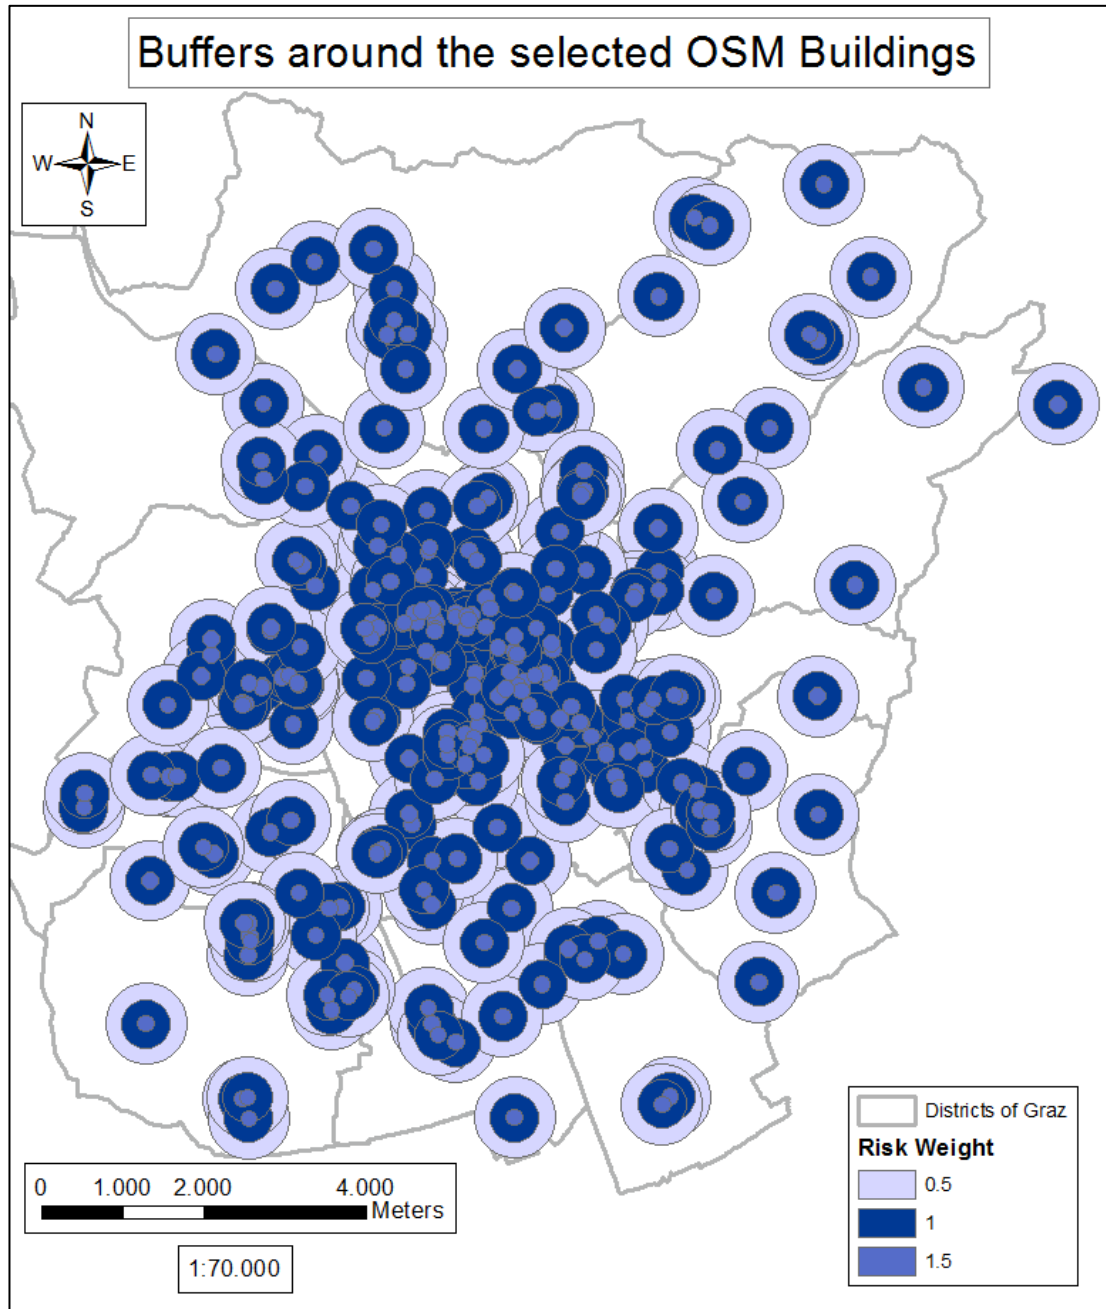 Buffers around the selected OSM Buildings
N
W E
S
Districts of Graz
Risk Weight
0.5
1
1.5
0 1.000 2.000 4.000
Meters
1:70.000